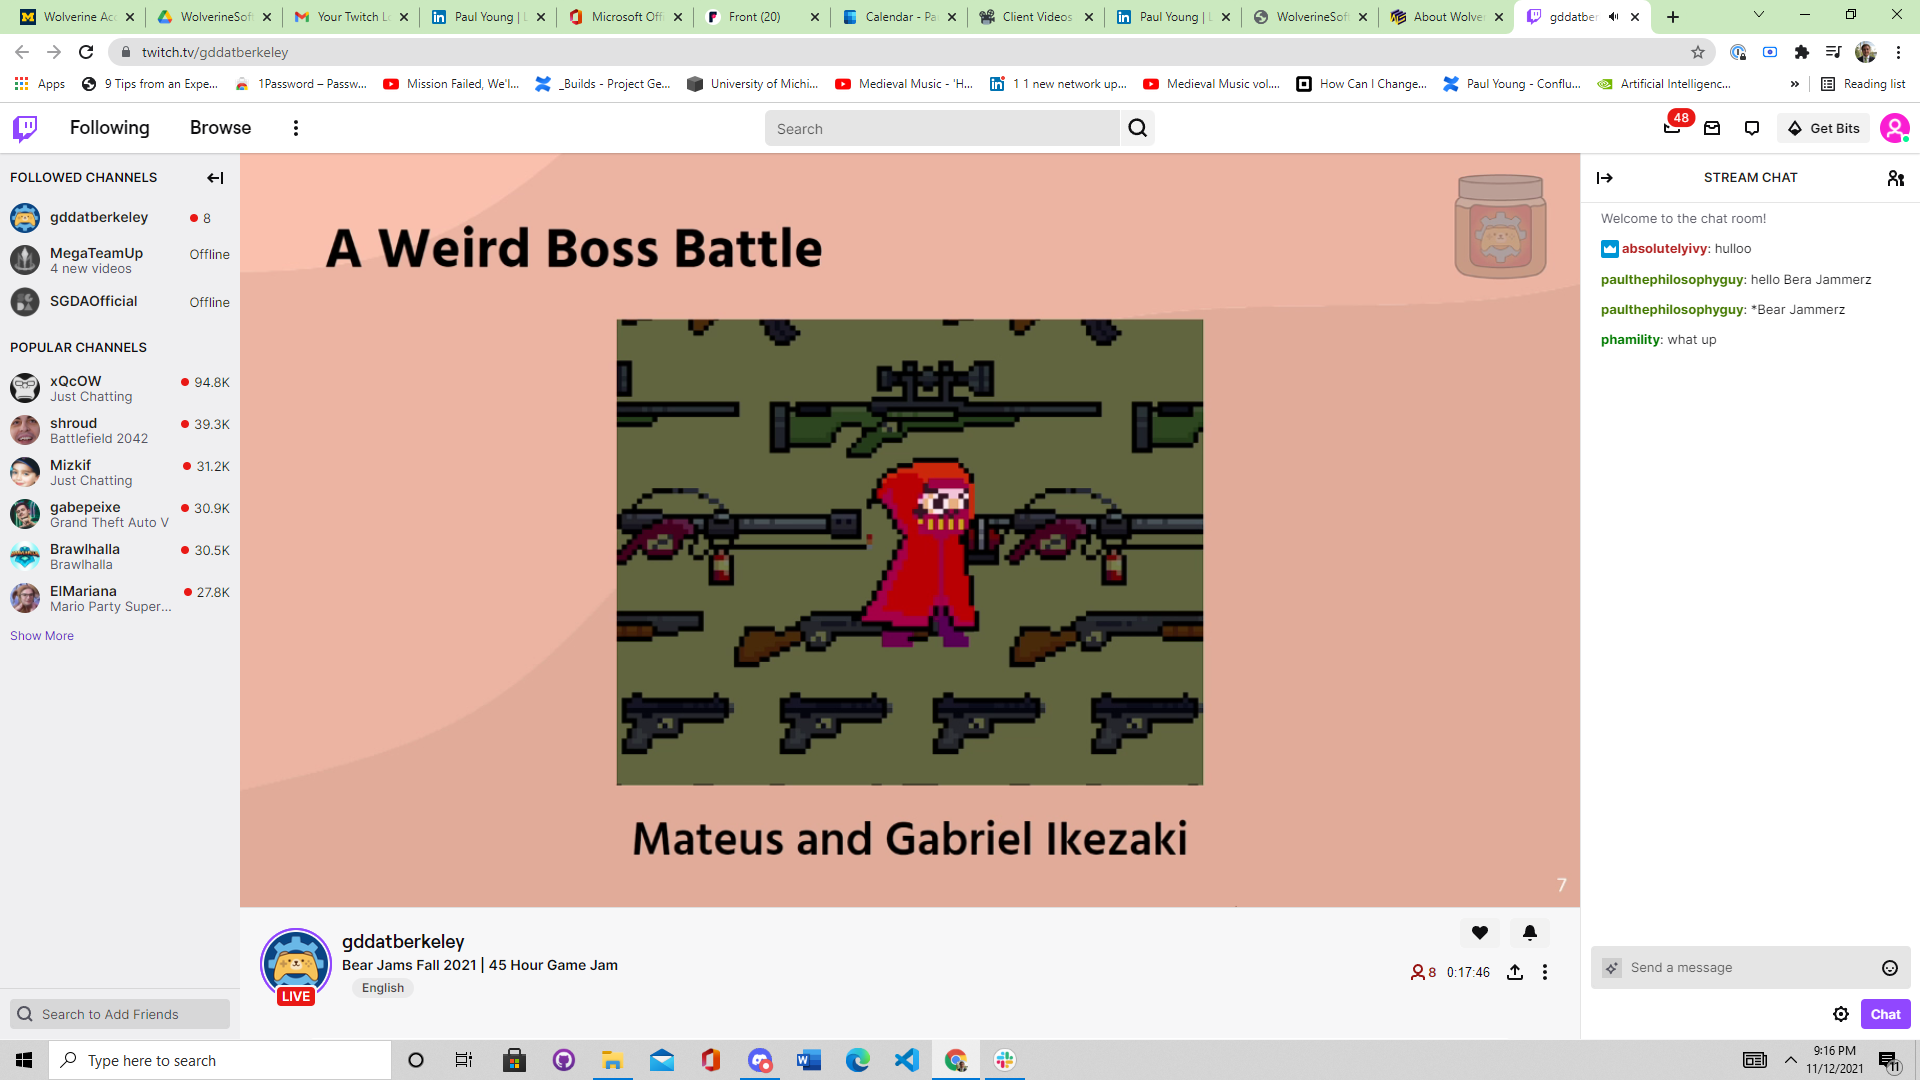 Wolverine Acc
WolverineSoft
Your Twitch Lo
Paul Young | L
Microsoft Offi
Front (20)
Calendar - Pa
Client Videos
Paul Young | L
WolverineSoft
About Wolver
gddatber
twitch.tv/gddatberkeley
Apps
9 Tips from an Expe...
1Password – Passw...
Mission Failed, We'l...
_Builds - Project Ge...
University of Michi...
Medieval Music - 'H...
1 1 new network up...
Medieval Music vol....
How Can I Change...
Paul Young - Conflu...
Artificial Intelligenc...
»
Reading list
Following
Browse
Search
48
Get Bits
FOLLOWED CHANNELS
gddatberkeley
8
MegaTeamUp
4 new videos
Offline
SGDAOfficial
Offline
POPULAR CHANNELS
xQcOW
Just Chatting
94.8K
shroud
Battlefield 2042
39.3K
Mizkif
Just Chatting
31.2K
gabepeixe
Grand Theft Auto V
30.9K
Brawlhalla
Brawlhalla
30.5K
ElMariana
Mario Party Super...
27.8K
Show More
Search to Add Friends
A Weird Boss Battle
Mateus and Gabriel Ikezaki
7
gddatberkeley
Bear Jams Fall 2021 | 45 Hour Game Jam
English
LIVE
8
0:17:46
STREAM CHAT
Welcome to the chat room!
absolutelyivy: hulloo
paulthephilosophyguy: hello Bera Jammerz
paulthephilosophyguy: *Bear Jammerz
phamility: what up
Send a message
Chat
Type here to search
9:16 PM
11/12/2021
11